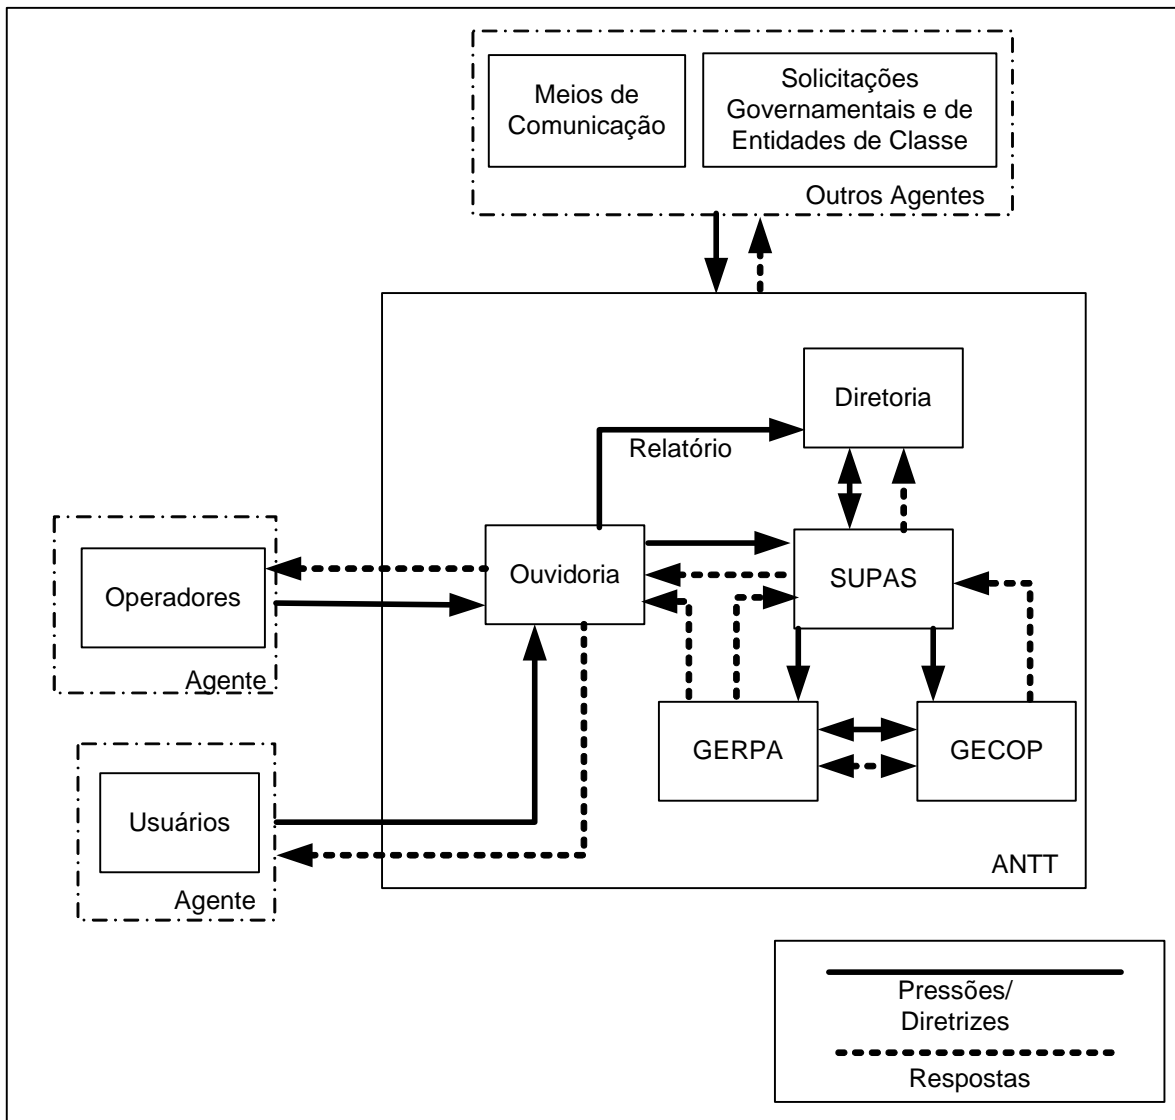 Meios de
Comunicação
Solicitações
Governamentais e de
Entidades de Classe
Outros Agentes
Diretoria
Relatório
Operadores
Agente
Ouvidoria
SUPAS
Usuários
Agente
GERPA
GECOP
ANTT
Pressões/
Diretrizes
Respostas